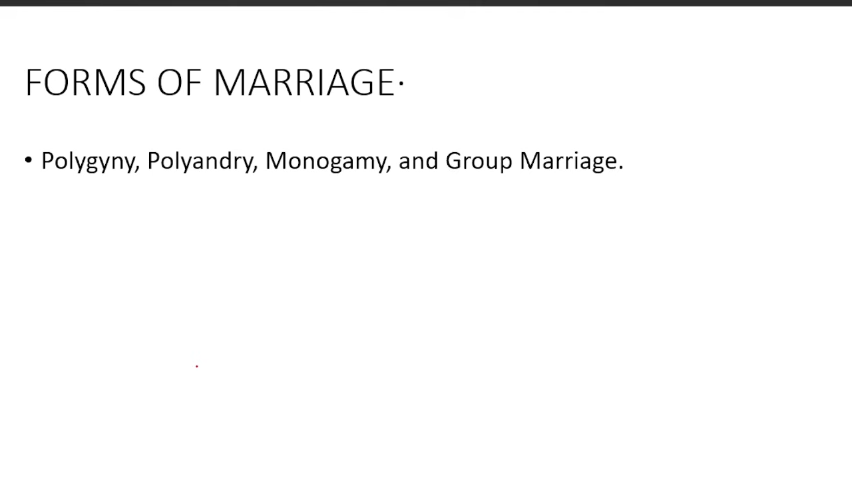 FORMS OF MARRIAGE·
• Polygyny, Polyandry, Monogamy, and Group Marriage.